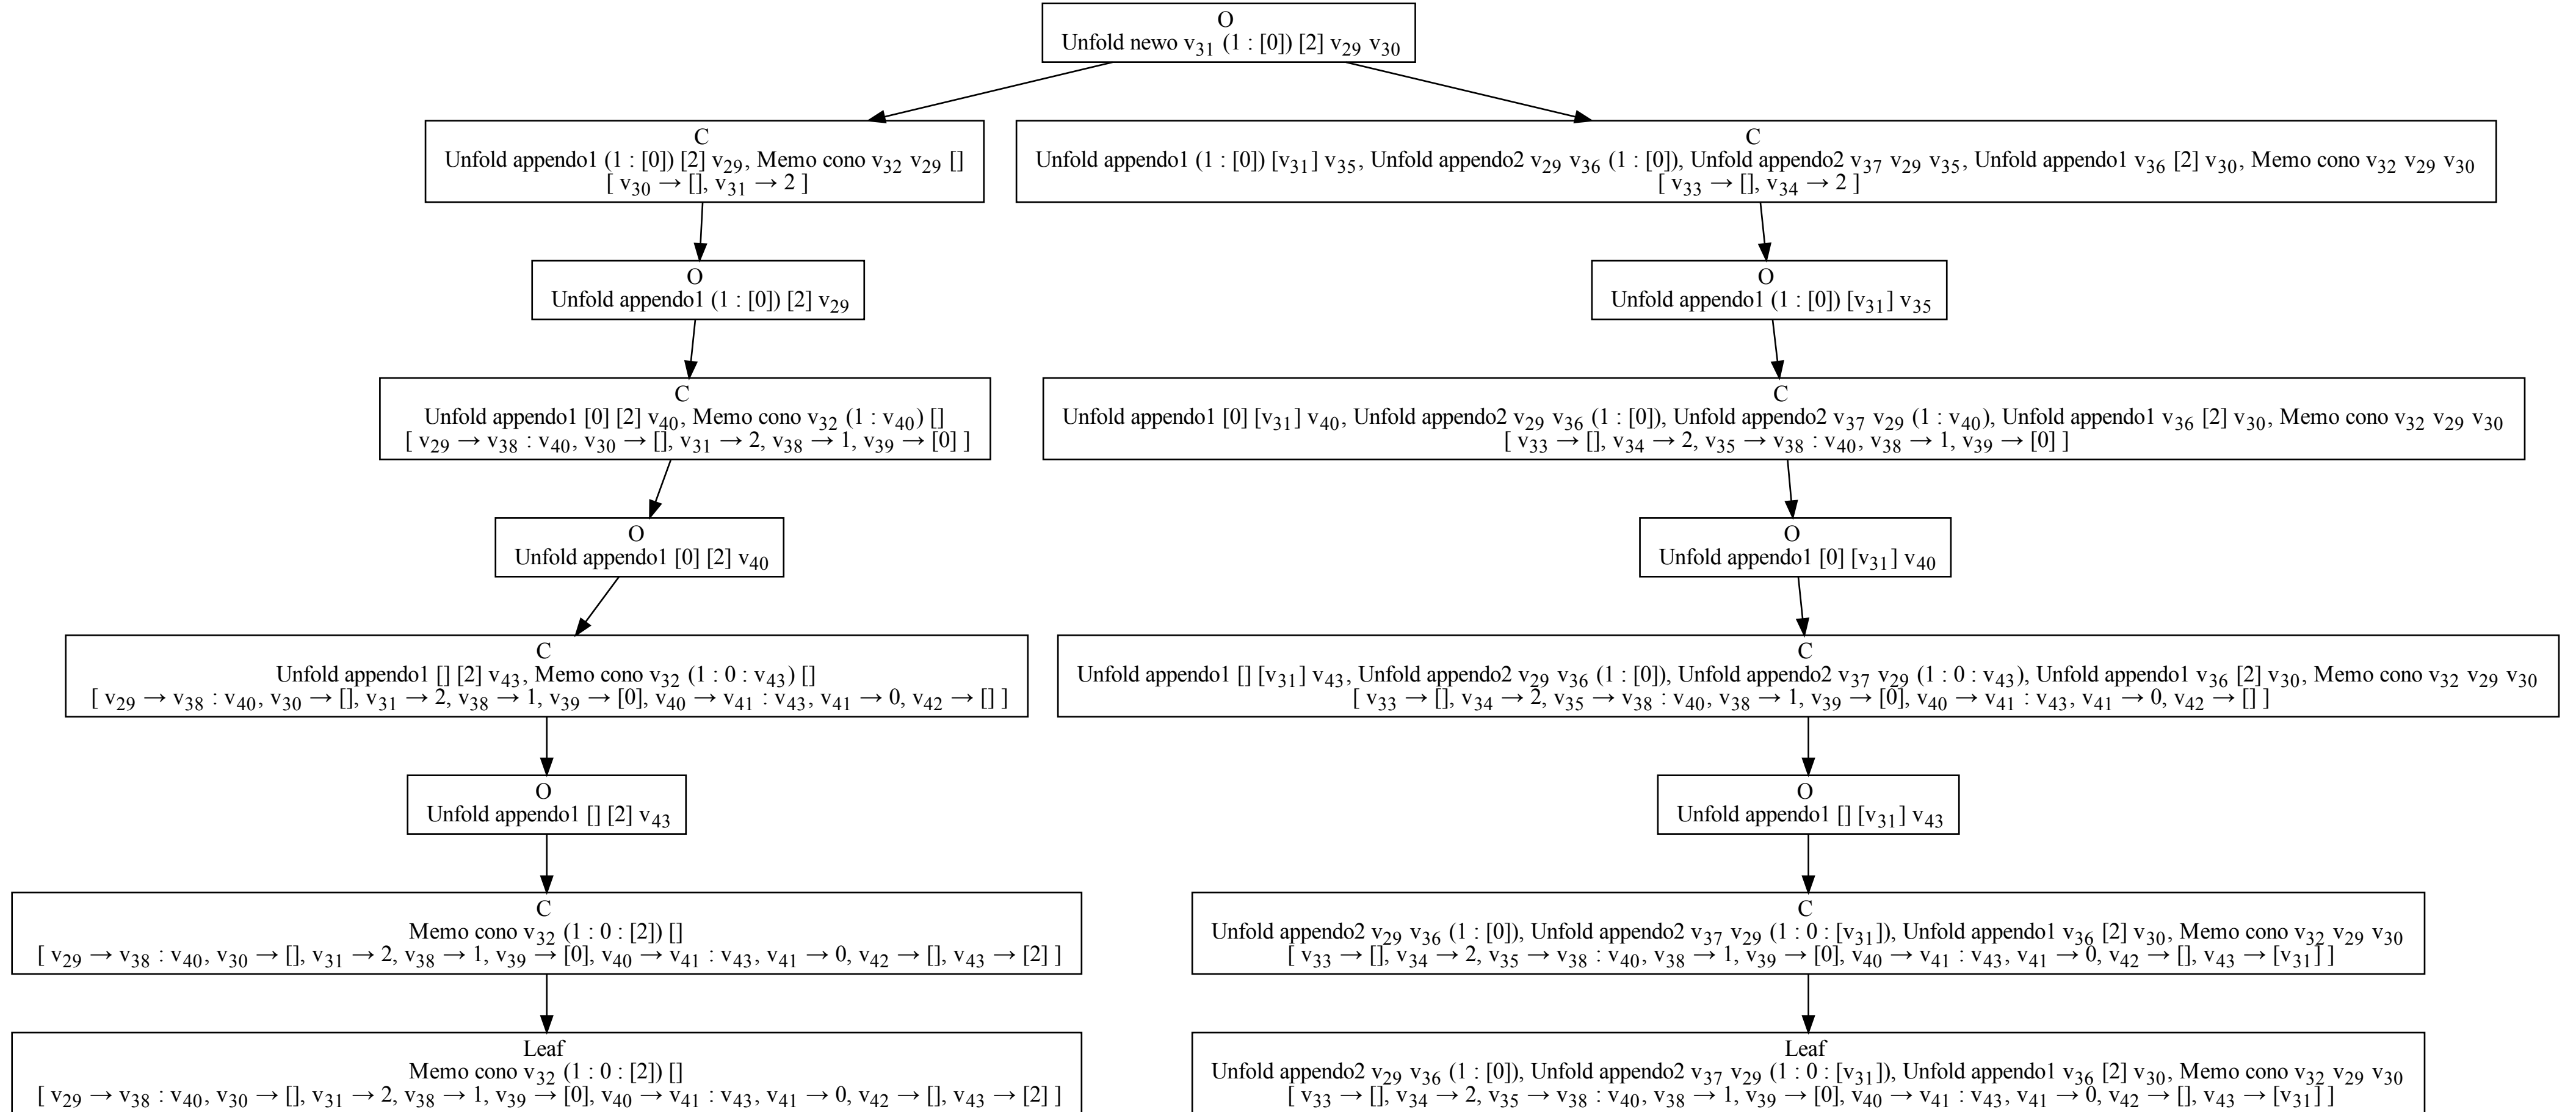 O
Unfold newo v31 (1 : [0]) [2] v29 v30
C
Unfold appendo1 (1 : [0]) [2] v29, Memo cono v32 v29 []
[ v30 → [], v31 → 2 ]
C
Unfold appendo1 (1 : [0]) [v31] v35, Unfold appendo2 v29 v36 (1 : [0]), Unfold appendo2 v37 v29 v35, Unfold appendo1 v36 [2] v30, Memo cono v32 v29 v30
[ v33 → [], v34 → 2 ]
O
Unfold appendo1 (1 : [0]) [2] v29
O
Unfold appendo1 (1 : [0]) [v31] v35
C
Unfold appendo1 [0] [2] v40, Memo cono v32 (1 : v40) []
[ v29 → v38 : v40, v30 → [], v31 → 2, v38 → 1, v39 → [0] ]
C
Unfold appendo1 [0] [v31] v40, Unfold appendo2 v29 v36 (1 : [0]), Unfold appendo2 v37 v29 (1 : v40), Unfold appendo1 v36 [2] v30, Memo cono v32 v29 v30
[ v33 → [], v34 → 2, v35 → v38 : v40, v38 → 1, v39 → [0] ]
O
Unfold appendo1 [0] [2] v40
O
Unfold appendo1 [0] [v31] v40
C
Unfold appendo1 [] [2] v43, Memo cono v32 (1 : 0 : v43) []
[ v29 → v38 : v40, v30 → [], v31 → 2, v38 → 1, v39 → [0], v40 → v41 : v43, v41 → 0, v42 → [] ]
C
Unfold appendo1 [] [v31] v43, Unfold appendo2 v29 v36 (1 : [0]), Unfold appendo2 v37 v29 (1 : 0 : v43), Unfold appendo1 v36 [2] v30, Memo cono v32 v29 v30
[ v33 → [], v34 → 2, v35 → v38 : v40, v38 → 1, v39 → [0], v40 → v41 : v43, v41 → 0, v42 → [] ]
O
Unfold appendo1 [] [2] v43
O
Unfold appendo1 [] [v31] v43
C
Memo cono v32 (1 : 0 : [2]) []
[ v29 → v38 : v40, v30 → [], v31 → 2, v38 → 1, v39 → [0], v40 → v41 : v43, v41 → 0, v42 → [], v43 → [2] ]
C
Unfold appendo2 v29 v36 (1 : [0]), Unfold appendo2 v37 v29 (1 : 0 : [v31]), Unfold appendo1 v36 [2] v30, Memo cono v32 v29 v30
[ v33 → [], v34 → 2, v35 → v38 : v40, v38 → 1, v39 → [0], v40 → v41 : v43, v41 → 0, v42 → [], v43 → [v31] ]
Leaf
Memo cono v32 (1 : 0 : [2]) []
[ v29 → v38 : v40, v30 → [], v31 → 2, v38 → 1, v39 → [0], v40 → v41 : v43, v41 → 0, v42 → [], v43 → [2] ]
Leaf
Unfold appendo2 v29 v36 (1 : [0]), Unfold appendo2 v37 v29 (1 : 0 : [v31]), Unfold appendo1 v36 [2] v30, Memo cono v32 v29 v30
[ v33 → [], v34 → 2, v35 → v38 : v40, v38 → 1, v39 → [0], v40 → v41 : v43, v41 → 0, v42 → [], v43 → [v31] ]